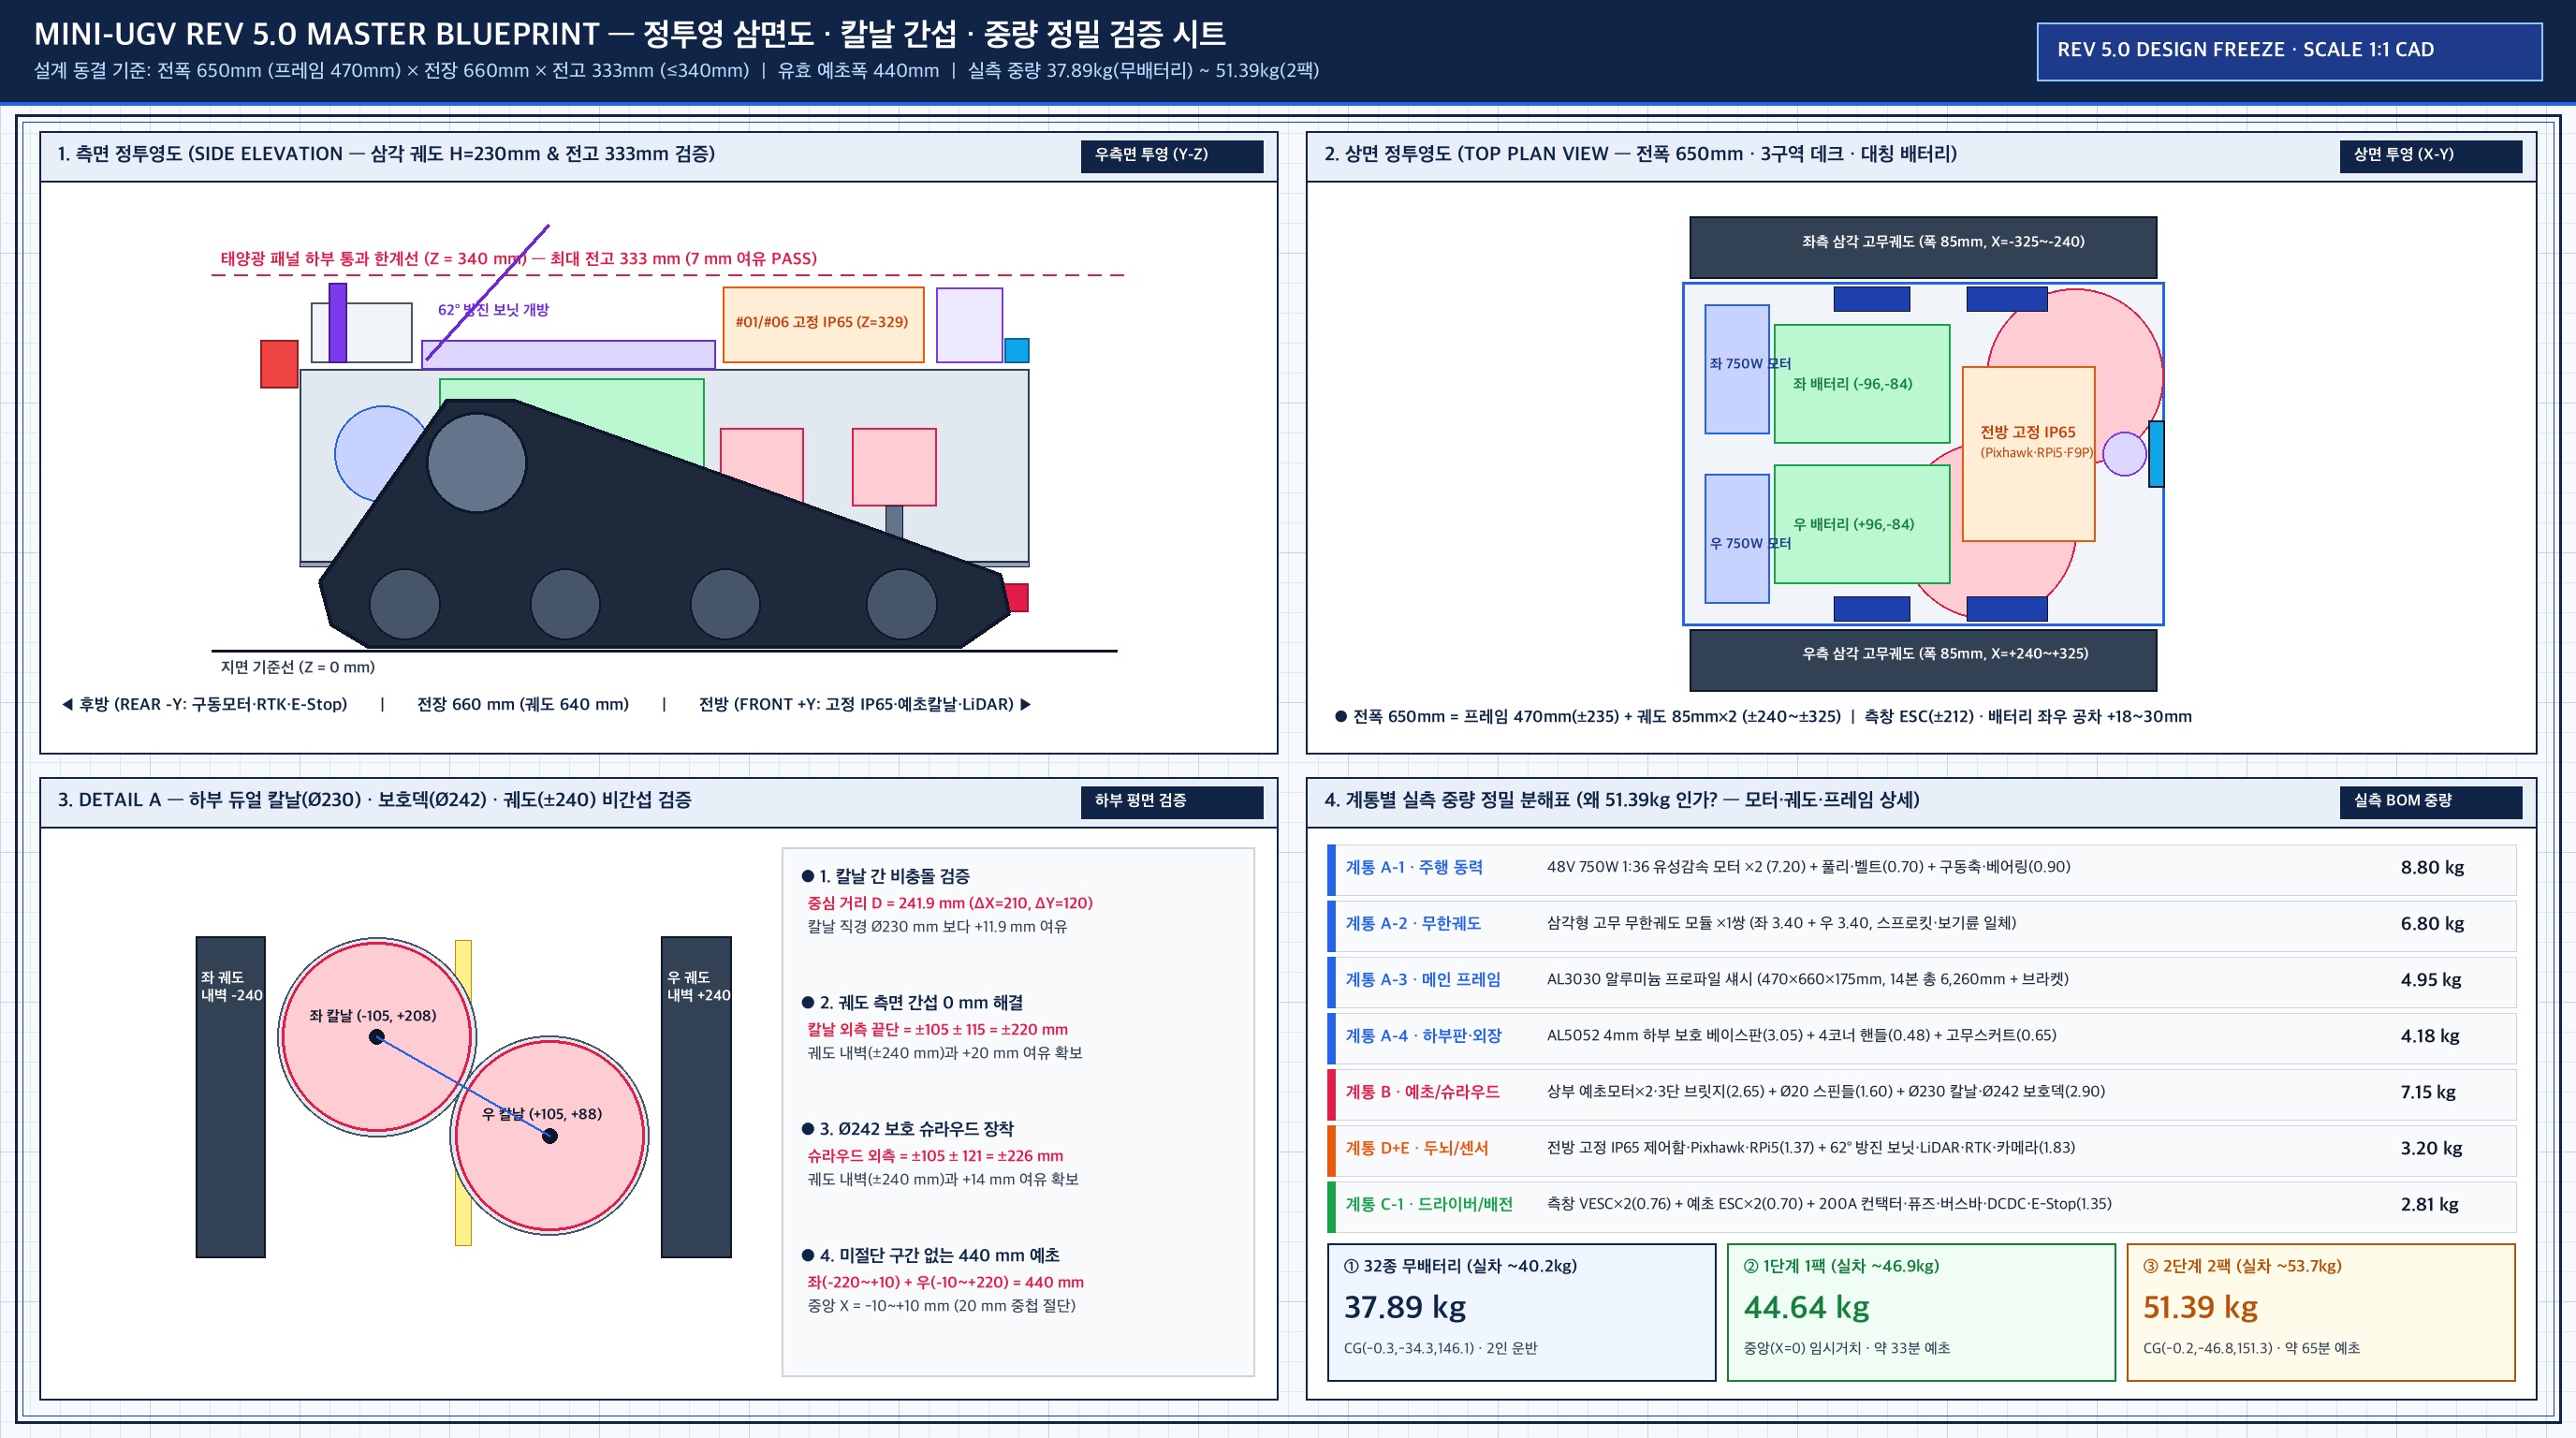 MINI-UGV REV 5.0 MASTER BLUEPRINT — 정투영 삼면도 · 칼날 간섭 · 중량 정밀 검증 시트
설계 동결 기준: 전폭 650mm (프레임 470mm) × 전장 660mm × 전고 333mm (≤340mm) | 유효 예초폭 440mm | 실측 중량 37.89kg(무배터리) ~ 51.39kg(2팩)
REV 5.0 DESIGN FREEZE · SCALE 1:1 CAD
1. 측면 정투영도 (SIDE ELEVATION — 삼각 궤도 H=230mm & 전고 333mm 검증)
우측면 투영 (Y-Z)
태양광 패널 하부 통과 한계선 (Z = 340 mm) — 최대 전고 333 mm (7 mm 여유 PASS)
62° 방진 보닛 개방
#01/#06 고정 IP65 (Z=329)
지면 기준선 (Z = 0 mm)
◀ 후방 (REAR -Y: 구동모터·RTK·E-Stop) | 전장 660 mm (궤도 640 mm) | 전방 (FRONT +Y: 고정 IP65·예초칼날·LiDAR) ▶
2. 상면 정투영도 (TOP PLAN VIEW — 전폭 650mm · 3구역 데크 · 대칭 배터리)
상면 투영 (X-Y)
좌측 삼각 고무궤도 (폭 85mm, X=-325~-240)
좌 750W 모터
좌 배터리 (-96,-84)
전방 고정 IP65
(Pixhawk·RPi5·F9P)
우 배터리 (+96,-84)
우 750W 모터
우측 삼각 고무궤도 (폭 85mm, X=+240~+325)
● 전폭 650mm = 프레임 470mm(±235) + 궤도 85mm×2 (±240~±325) | 측창 ESC(±212) · 배터리 좌우 공차 +18~30mm
3. DETAIL A — 하부 듀얼 칼날(Ø230) · 보호덱(Ø242) · 궤도(±240) 비간섭 검증
하부 평면 검증
좌 궤도
내벽 -240
우 궤도
내벽 +240
좌 칼날 (-105, +208)
우 칼날 (+105, +88)
● 1. 칼날 간 비충돌 검증
중심 거리 D = 241.9 mm (ΔX=210, ΔY=120)
칼날 직경 Ø230 mm 보다 +11.9 mm 여유
● 2. 궤도 측면 간섭 0 mm 해결
칼날 외측 끝단 = ±105 ± 115 = ±220 mm
궤도 내벽(±240 mm)과 +20 mm 여유 확보
● 3. Ø242 보호 슈라우드 장착
슈라우드 외측 = ±105 ± 121 = ±226 mm
궤도 내벽(±240 mm)과 +14 mm 여유 확보
● 4. 미절단 구간 없는 440 mm 예초
좌(-220~+10) + 우(-10~+220) = 440 mm
중앙 X = -10~+10 mm (20 mm 중첩 절단)
4. 계통별 실측 중량 정밀 분해표 (왜 51.39kg 인가? — 모터·궤도·프레임 상세)
실측 BOM 중량
계통 A-1 · 주행 동력 48V 750W 1:36 유성감속 모터 ×2 (7.20) + 풀리·벨트(0.70) + 구동축·베어링(0.90) 8.80 kg
계통 A-2 · 무한궤도 삼각형 고무 무한궤도 모듈 ×1쌍 (좌 3.40 + 우 3.40, 스프로킷·보기륜 일체) 6.80 kg
계통 A-3 · 메인 프레임 AL3030 알루미늄 프로파일 섀시 (470×660×175mm, 14본 총 6,260mm + 브라켓) 4.95 kg
계통 A-4 · 하부판·외장 AL5052 4mm 하부 보호 베이스판(3.05) + 4코너 핸들(0.48) + 고무스커트(0.65) 4.18 kg
계통 B · 예초/슈라우드 상부 예초모터×2·3단 브릿지(2.65) + Ø20 스핀들(1.60) + Ø230 칼날·Ø242 보호덱(2.90) 7.15 kg
계통 D+E · 두뇌/센서 전방 고정 IP65 제어함·Pixhawk·RPi5(1.37) + 62° 방진 보닛·LiDAR·RTK·카메라(1.83) 3.20 kg
계통 C-1 · 드라이버/배전 측창 VESC×2(0.76) + 예초 ESC×2(0.70) + 200A 컨택터·퓨즈·버스바·DCDC·E-Stop(1.35) 2.81 kg
① 32종 무배터리 (실차 ~40.2kg)
37.89 kg
CG(-0.3,-34.3,146.1) · 2인 운반
② 1단계 1팩 (실차 ~46.9kg)
44.64 kg
중앙(X=0) 임시거치 · 약 33분 예초
③ 2단계 2팩 (실차 ~53.7kg)
51.39 kg
CG(-0.2,-46.8,151.3) · 약 65분 예초